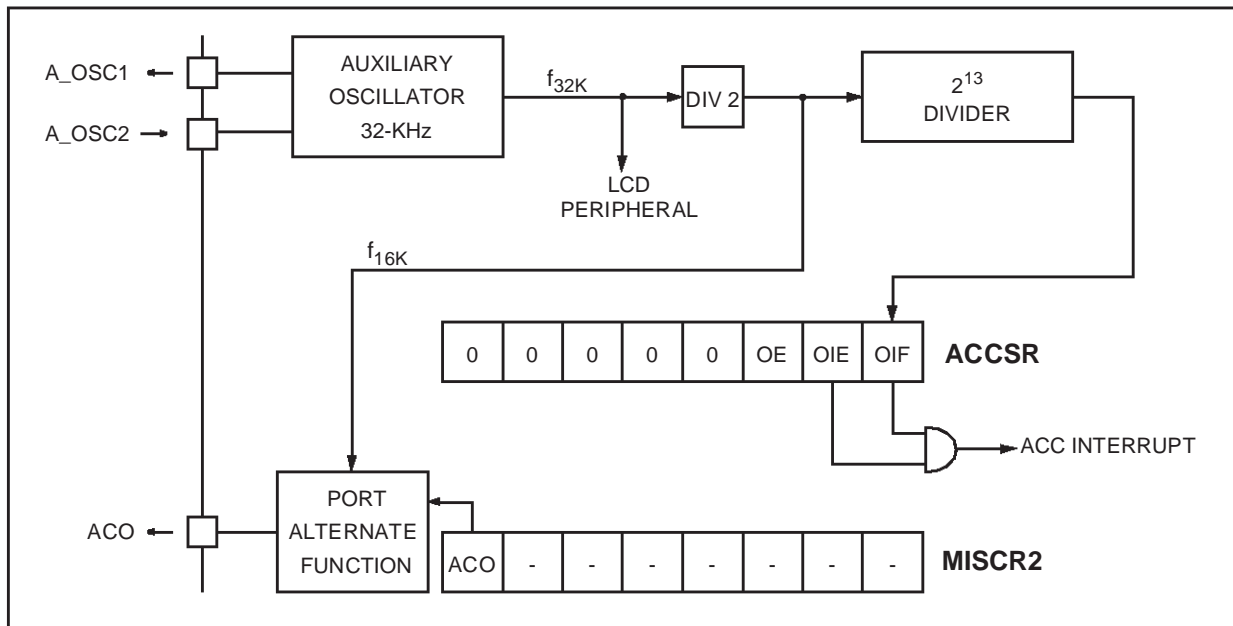 A_OSC1
A_OSC2
AUXILIARY
OSCILLATOR
32-KHz
f32K
DIV 2
2^13
DIVIDER
LCD
PERIPHERAL
f16K
0 0 0 0 0 OE OIE OIF
ACCSR
ACC INTERRUPT
ACO
PORT
ALTERNATE
FUNCTION
ACO - - - - - - -
MISCR2